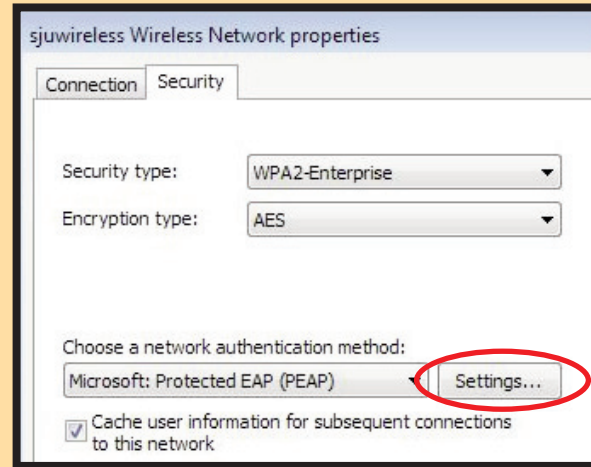 sjuwireless Wireless Network properties
Connection Security
Security type: WPA2-Enterprise
Encryption type: AES
Choose a network authentication method:
Microsoft: Protected EAP (PEAP) Settings...
Cache user information for subsequent connections
to this network